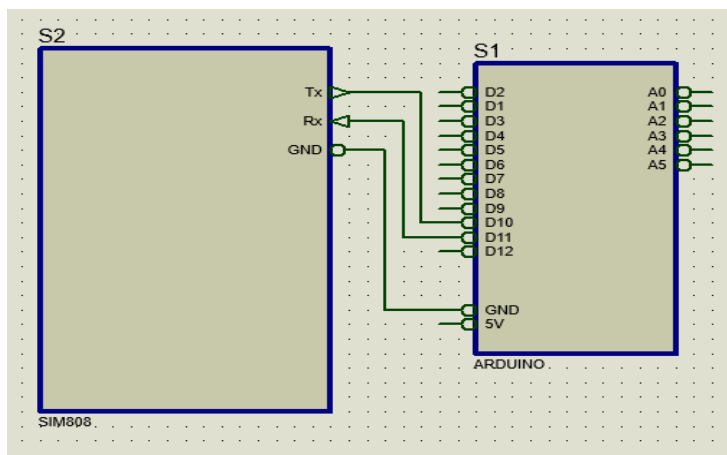 S2
Tx
Rx
GND
SIM808
S1
D2
D1
D3
D4
D5
D6
D7
D8
D9
D10
D11
D12
GND
5V
A0
A1
A2
A3
A4
A5
ARDUINO